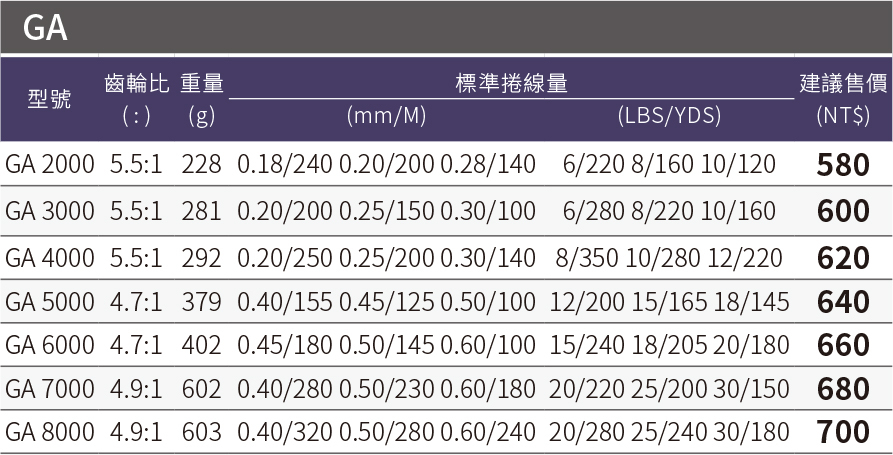 GA
型號 齒輪比 重量 標準捲線量 建議售價
( : ) (g) (mm/M) (LBS/YDS) (NT$)
GA 2000 5.5:1 228 0.18/240 0.20/200 0.28/140 6/220 8/160 10/120 580
GA 3000 5.5:1 281 0.20/200 0.25/150 0.30/100 6/280 8/220 10/160 600
GA 4000 5.5:1 292 0.20/250 0.25/200 0.30/140 8/350 10/280 12/220 620
GA 5000 4.7:1 379 0.40/155 0.45/125 0.50/100 12/200 15/165 18/145 640
GA 6000 4.7:1 402 0.45/180 0.50/145 0.60/100 15/240 18/205 20/180 660
GA 7000 4.9:1 602 0.40/280 0.50/230 0.60/180 20/220 25/200 30/150 680
GA 8000 4.9:1 603 0.40/320 0.50/280 0.60/240 20/280 25/240 30/180 700